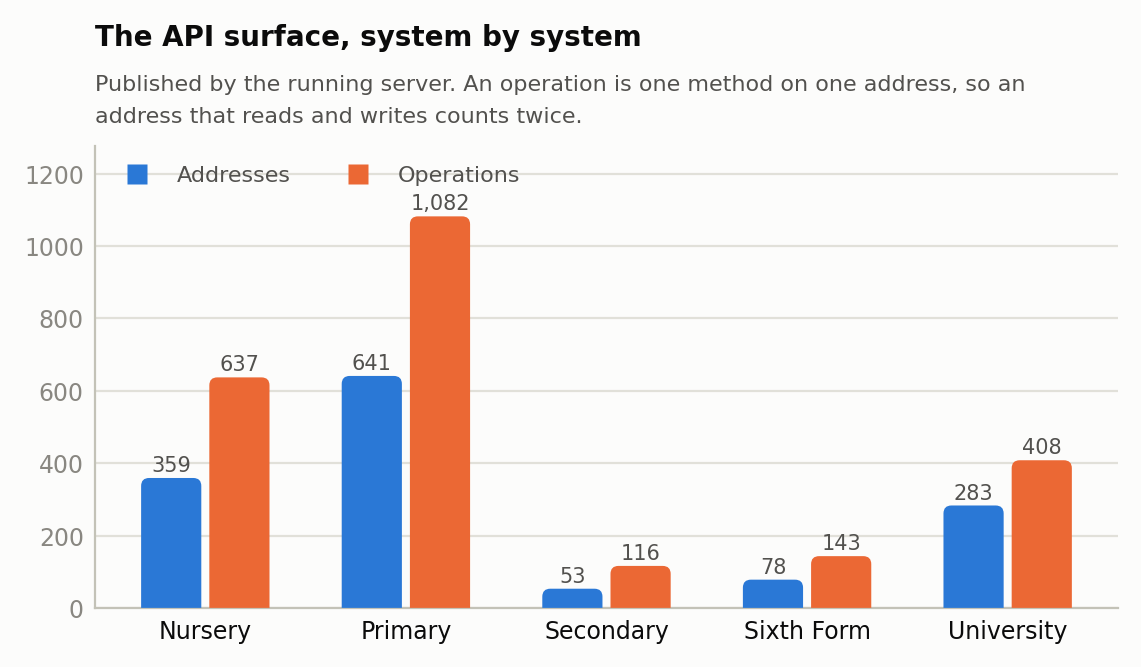 The API surface, system by system
Published by the running server. An operation is one method on one address, so an
address that reads and writes counts twice.
1200
Addresses
Operations
1,082
1000
800
637
641
600
359
408
400
283
200
53
116
78
143
0
Nursery
Primary
Secondary
Sixth Form
University